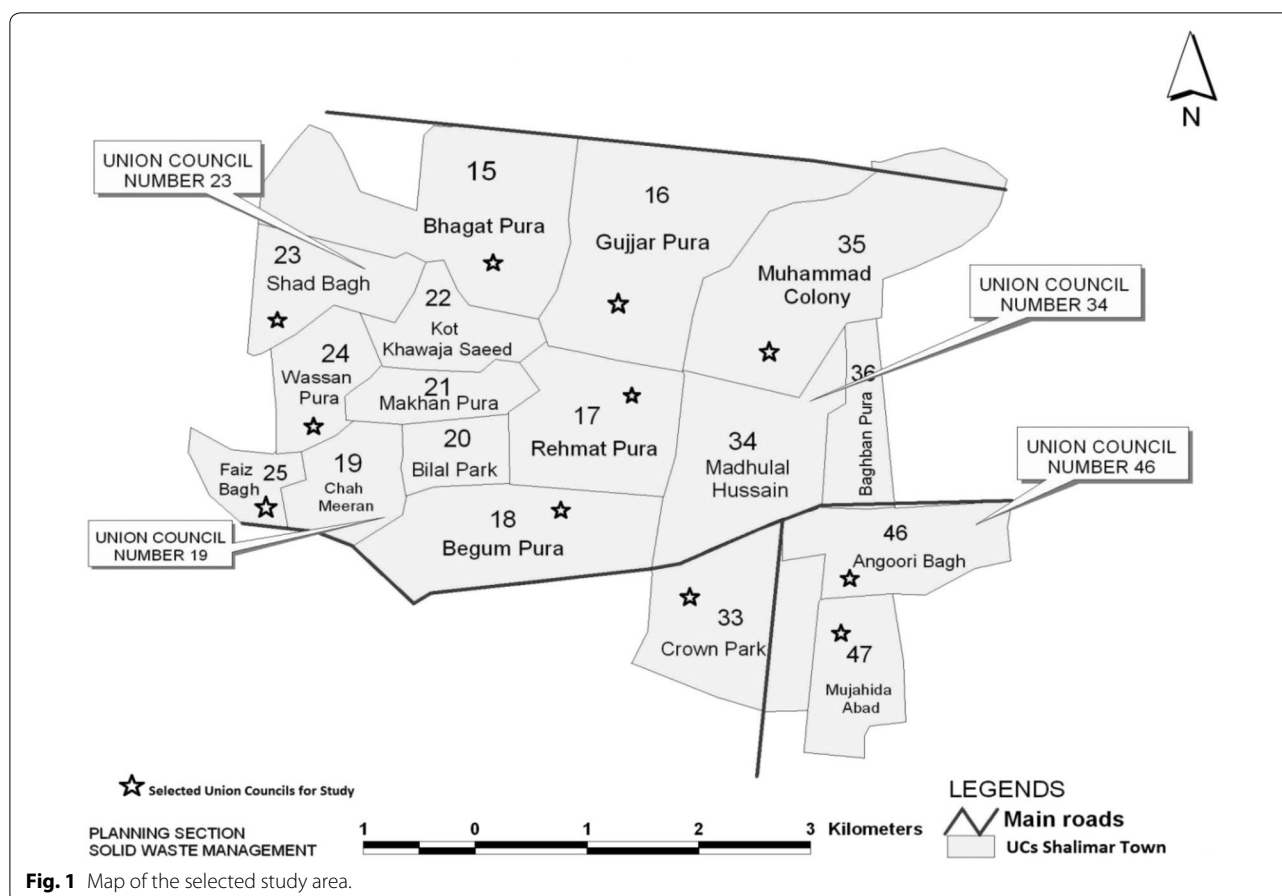 N
UNION COUNCIL
NUMBER 23
15
Bhagat Pura
16
Gujjar Pura
35
Muhammad
Colony
23
Shad Bagh
22
Kot
Khawaja Saeed
UNION COUNCIL
NUMBER 34
24
Wassan
Pura
21
Makhan Pura
17
Rehmat Pura
34
Madhulal
Hussain
36
Baghban Pura
UNION COUNCIL
NUMBER 46
Faiz
Bagh
25
19
Chah
Meeran
20
Bilal Park
UNION COUNCIL
NUMBER 19
18
Begum Pura
46
Angoori Bagh
33
Crown Park
47
Mujahida
Abad
Selected Union Councils for Study
PLANNING SECTION
SOLID WASTE MANAGEMENT
1 0 1 2 3 Kilometers
LEGENDS
Main roads
UCs Shalimar Town
Fig. 1 Map of the selected study area.